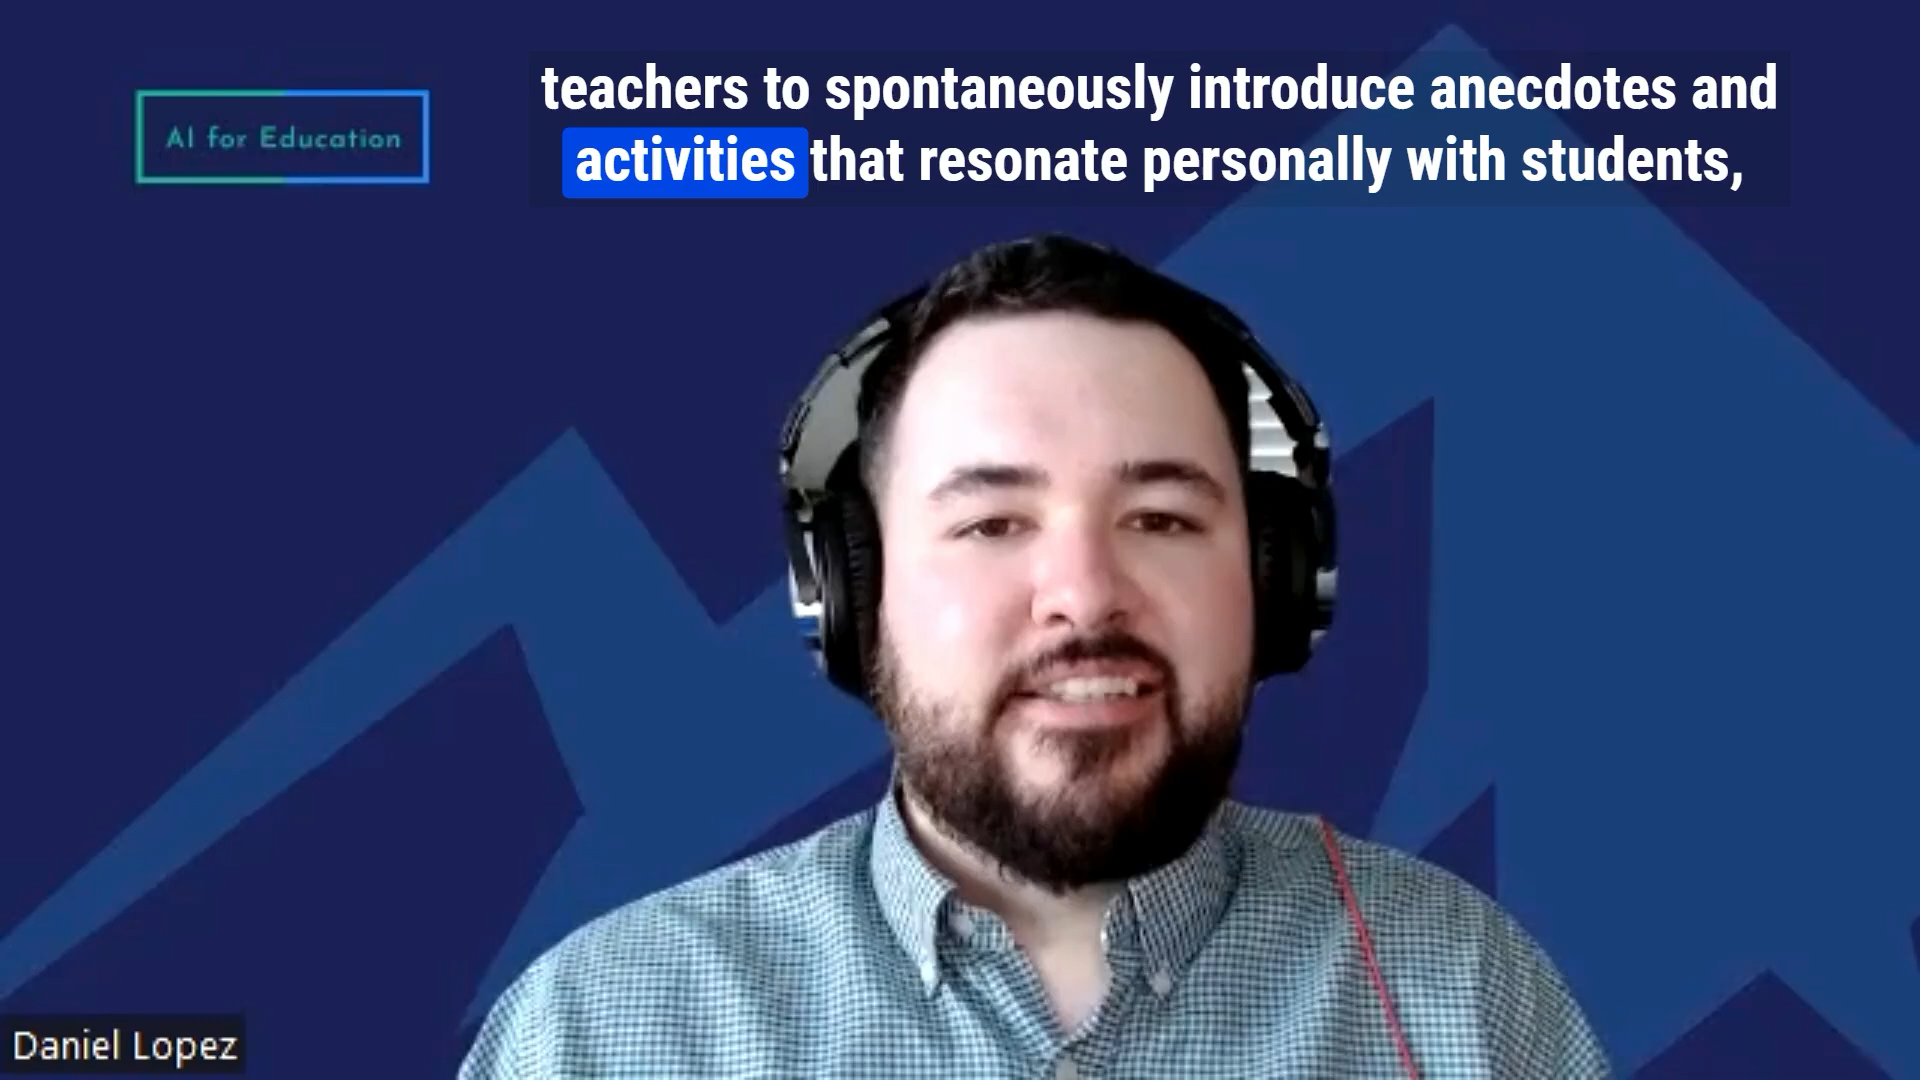 teachers to spontaneously introduce anecdotes and
activities that resonate personally with students,
AI for Education
Daniel Lopez